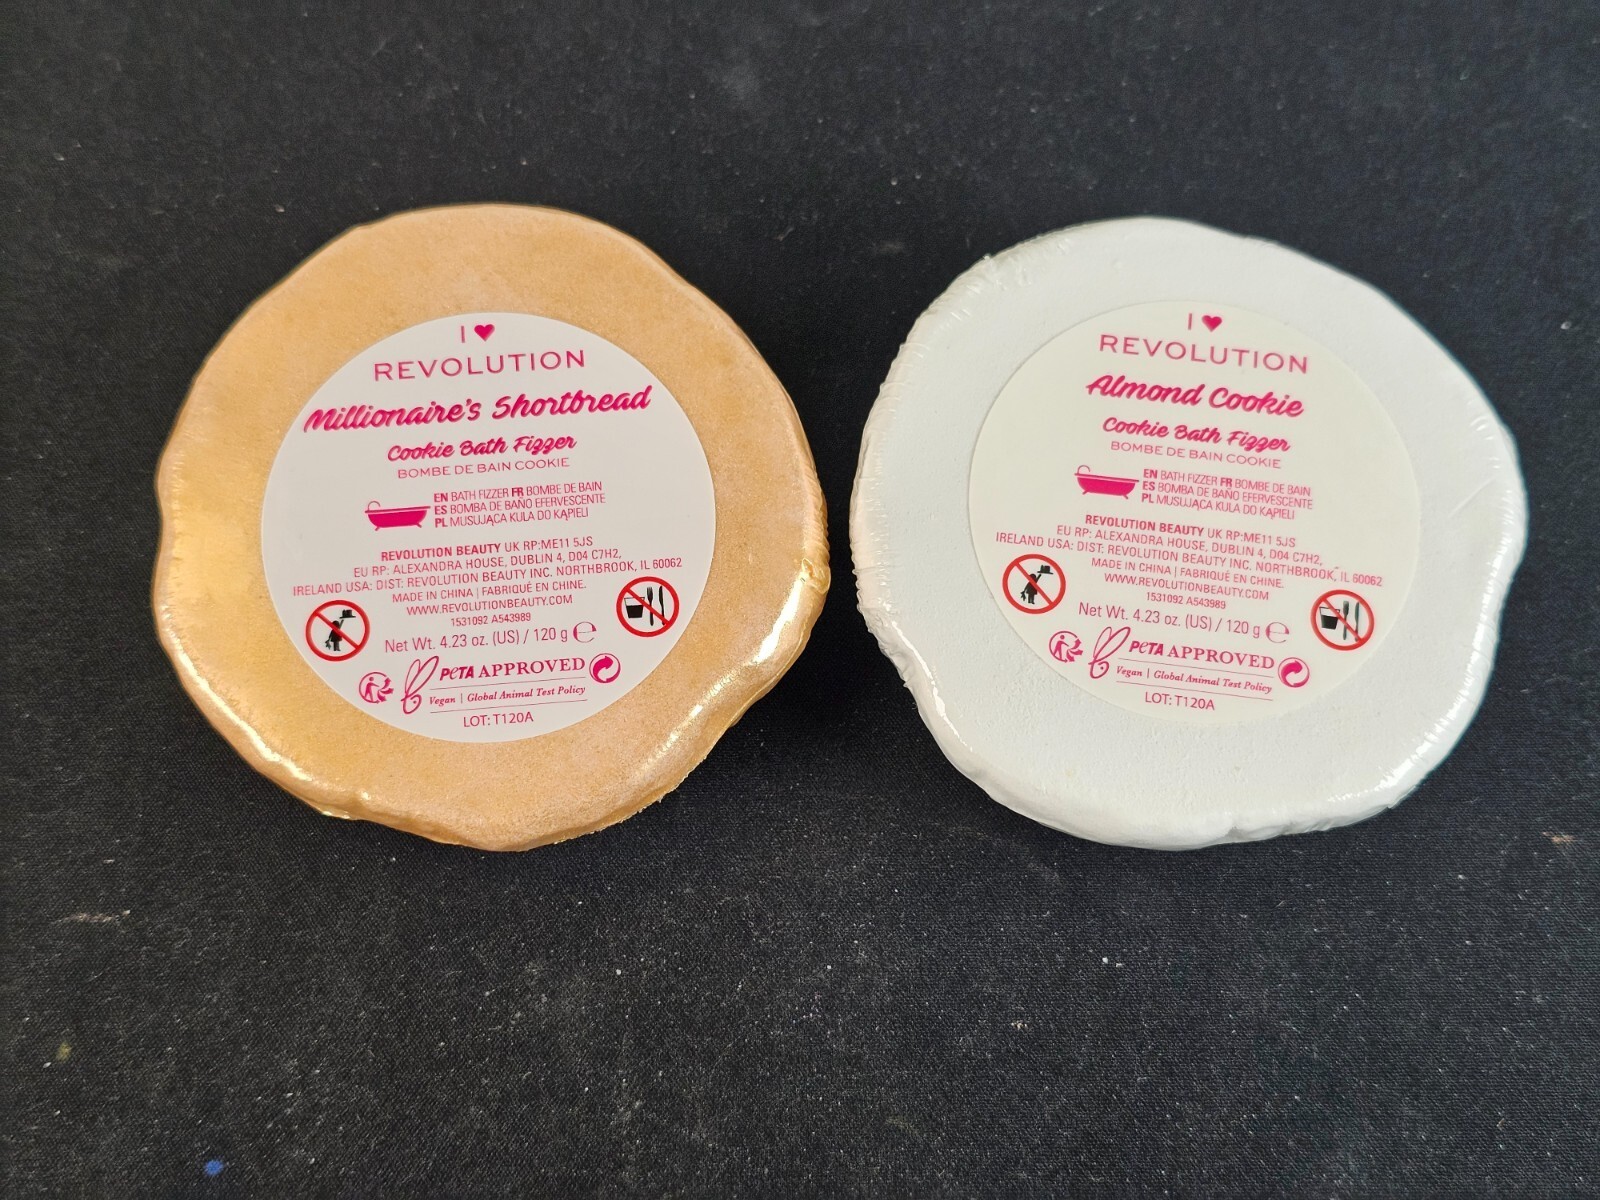 I ♥
REVOLUTION
Millionaire's Shortbread
Cookie Bath Fizzer
BOMBE DE BAIN COOKIE
EN BATH FIZZER FR BOMBE DE BAIN
ES BOMBA DE BAÑO EFERVESCENTE
PL MUSUJĄCA KULA DO KĄPIELI
REVOLUTION BEAUTY UK RP:ME11 5JS
EU RP: ALEXANDRA HOUSE, DUBLIN 4, D04 C7H2,
IRELAND USA: DIST: REVOLUTION BEAUTY INC. NORTHBROOK, IL 60062
MADE IN CHINA | FABRIQUÉ EN CHINE.
WWW.REVOLUTIONBEAUTY.COM
1531092 A543989
Net Wt. 4.23 oz. (US) / 120 g ℮
PETA APPROVED
Vegan | Global Animal Test Policy
LOT: T120A
I ♥
REVOLUTION
Almond Cookie
Cookie Bath Fizzer
BOMBE DE BAIN COOKIE
EN BATH FIZZER FR BOMBE DE BAIN
ES BOMBA DE BAÑO EFERVESCENTE
PL MUSUJĄCA KULA DO KĄPIELI
REVOLUTION BEAUTY UK RP:ME11 5JS
EU RP: ALEXANDRA HOUSE, DUBLIN 4, D04 C7H2,
IRELAND USA: DIST: REVOLUTION BEAUTY INC. NORTHBROOK, IL 60062
MADE IN CHINA | FABRIQUÉ EN CHINE.
WWW.REVOLUTIONBEAUTY.COM
1531092 A543989
Net Wt. 4.23 oz. (US) / 120 g ℮
PETA APPROVED
Vegan | Global Animal Test Policy
LOT: T120A